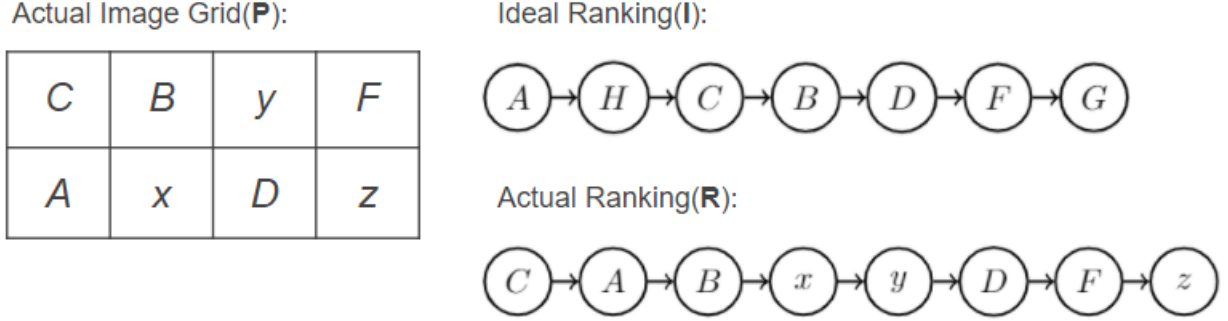 Actual Image Grid(P):
C B y F
A x D z
Ideal Ranking(I):
A H C B D F G
Actual Ranking(R):
C A B x y D F z